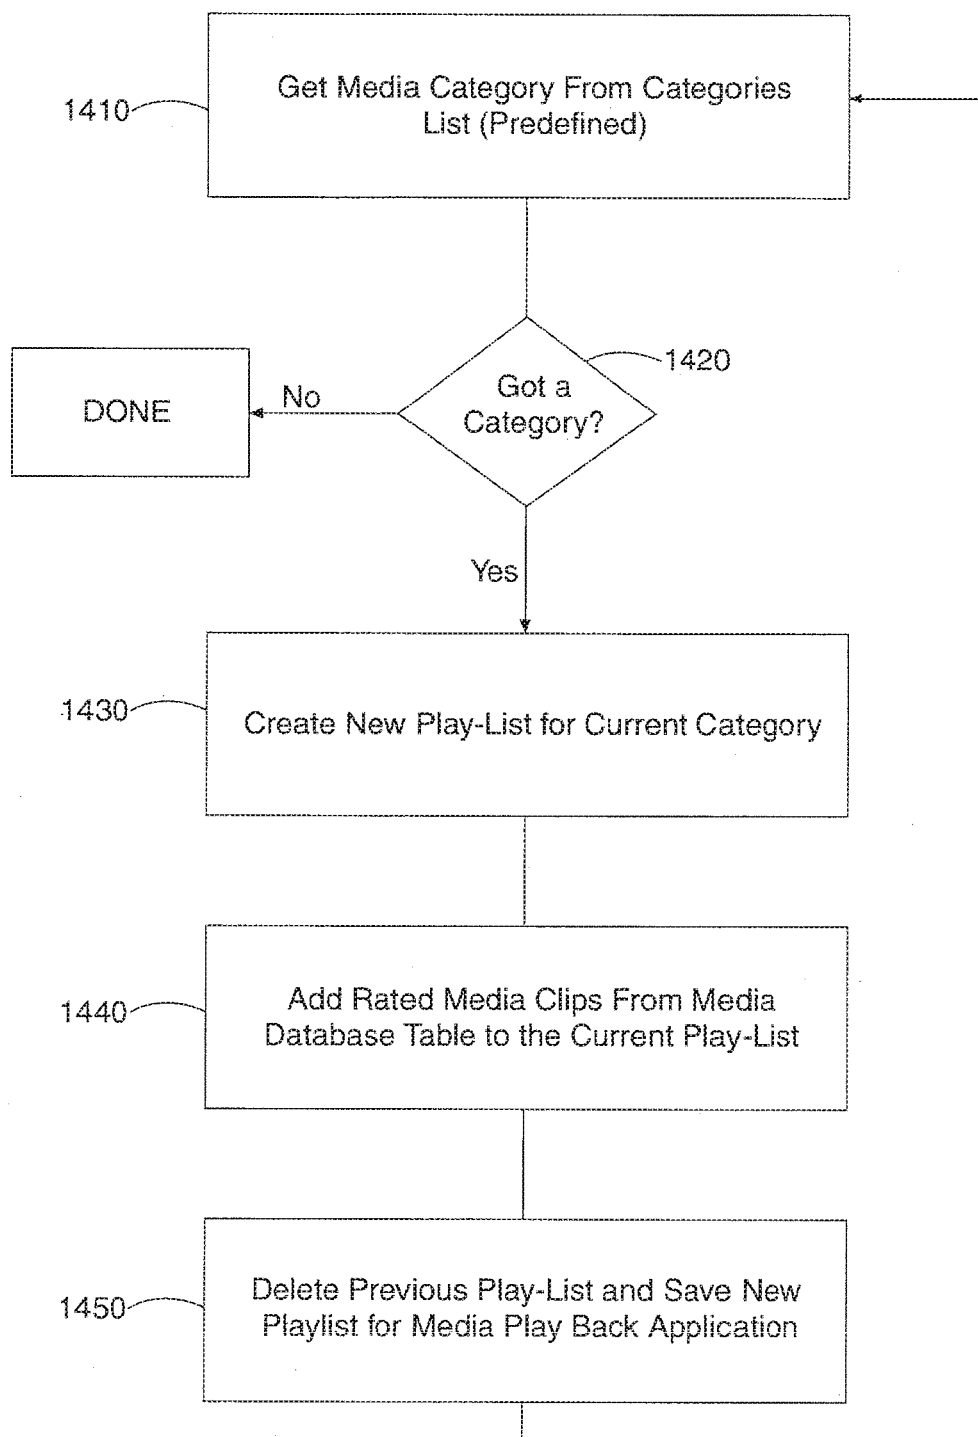 Get Media Category From Categories
List (Predefined)
1410
1420
Got a
Category?
No
DONE
Yes
1430
Create New Play-List for Current Category
1440
Add Rated Media Clips From Media
Database Table to the Current Play-List
1450
Delete Previous Play-List and Save New
Playlist for Media Play Back Application